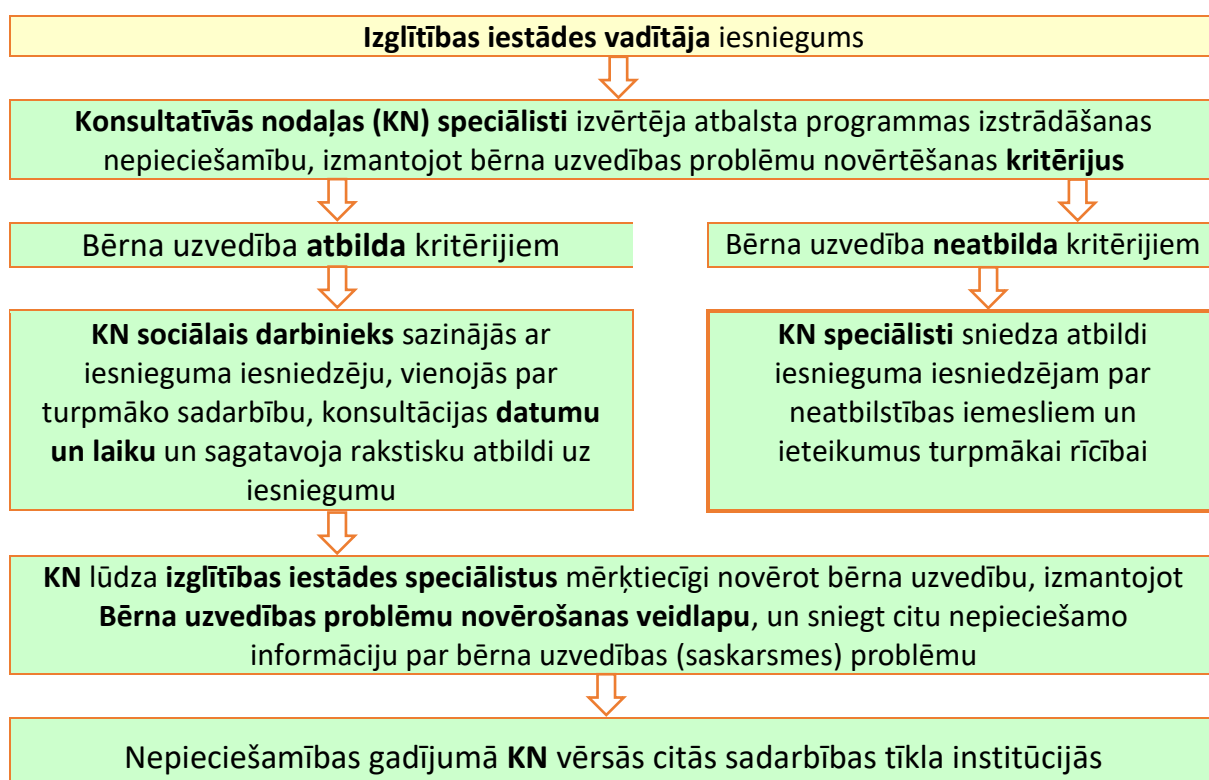 Izglītības iestādes vadītāja iesniegums
Konsultatīvās nodaļas (KN) speciālisti izvērtēja atbalsta programmas izstrādāšanas
nepieciešamību, izmantojot bērna uzvedības problēmu novērtēšanas kritērijus
Bērna uzvedība atbilda kritērijiem
Bērna uzvedība neatbilda kritērijiem
KN sociālais darbinieks sazinājās ar
iesnieguma iesniedzēju, vienojās par
turpmāko sadarbību, konsultācijas datumu
un laiku un sagatavoja rakstisku atbildi uz
iesniegumu
KN speciālisti sniedza atbildi
iesnieguma iesniedzējam par
neatbilstības iemesliem un
ieteikumus turpmākai rīcībai
KN lūdza izglītības iestādes speciālistus mērķtiecīgi novērot bērna uzvedību, izmantojot
Bērna uzvedības problēmu novērošanas veidlapu, un sniegt citu nepieciešamo
informāciju par bērna uzvedības (saskarsmes) problēmu
Nepieciešamības gadījumā KN vērsās citās sadarbības tīkla institūcijās